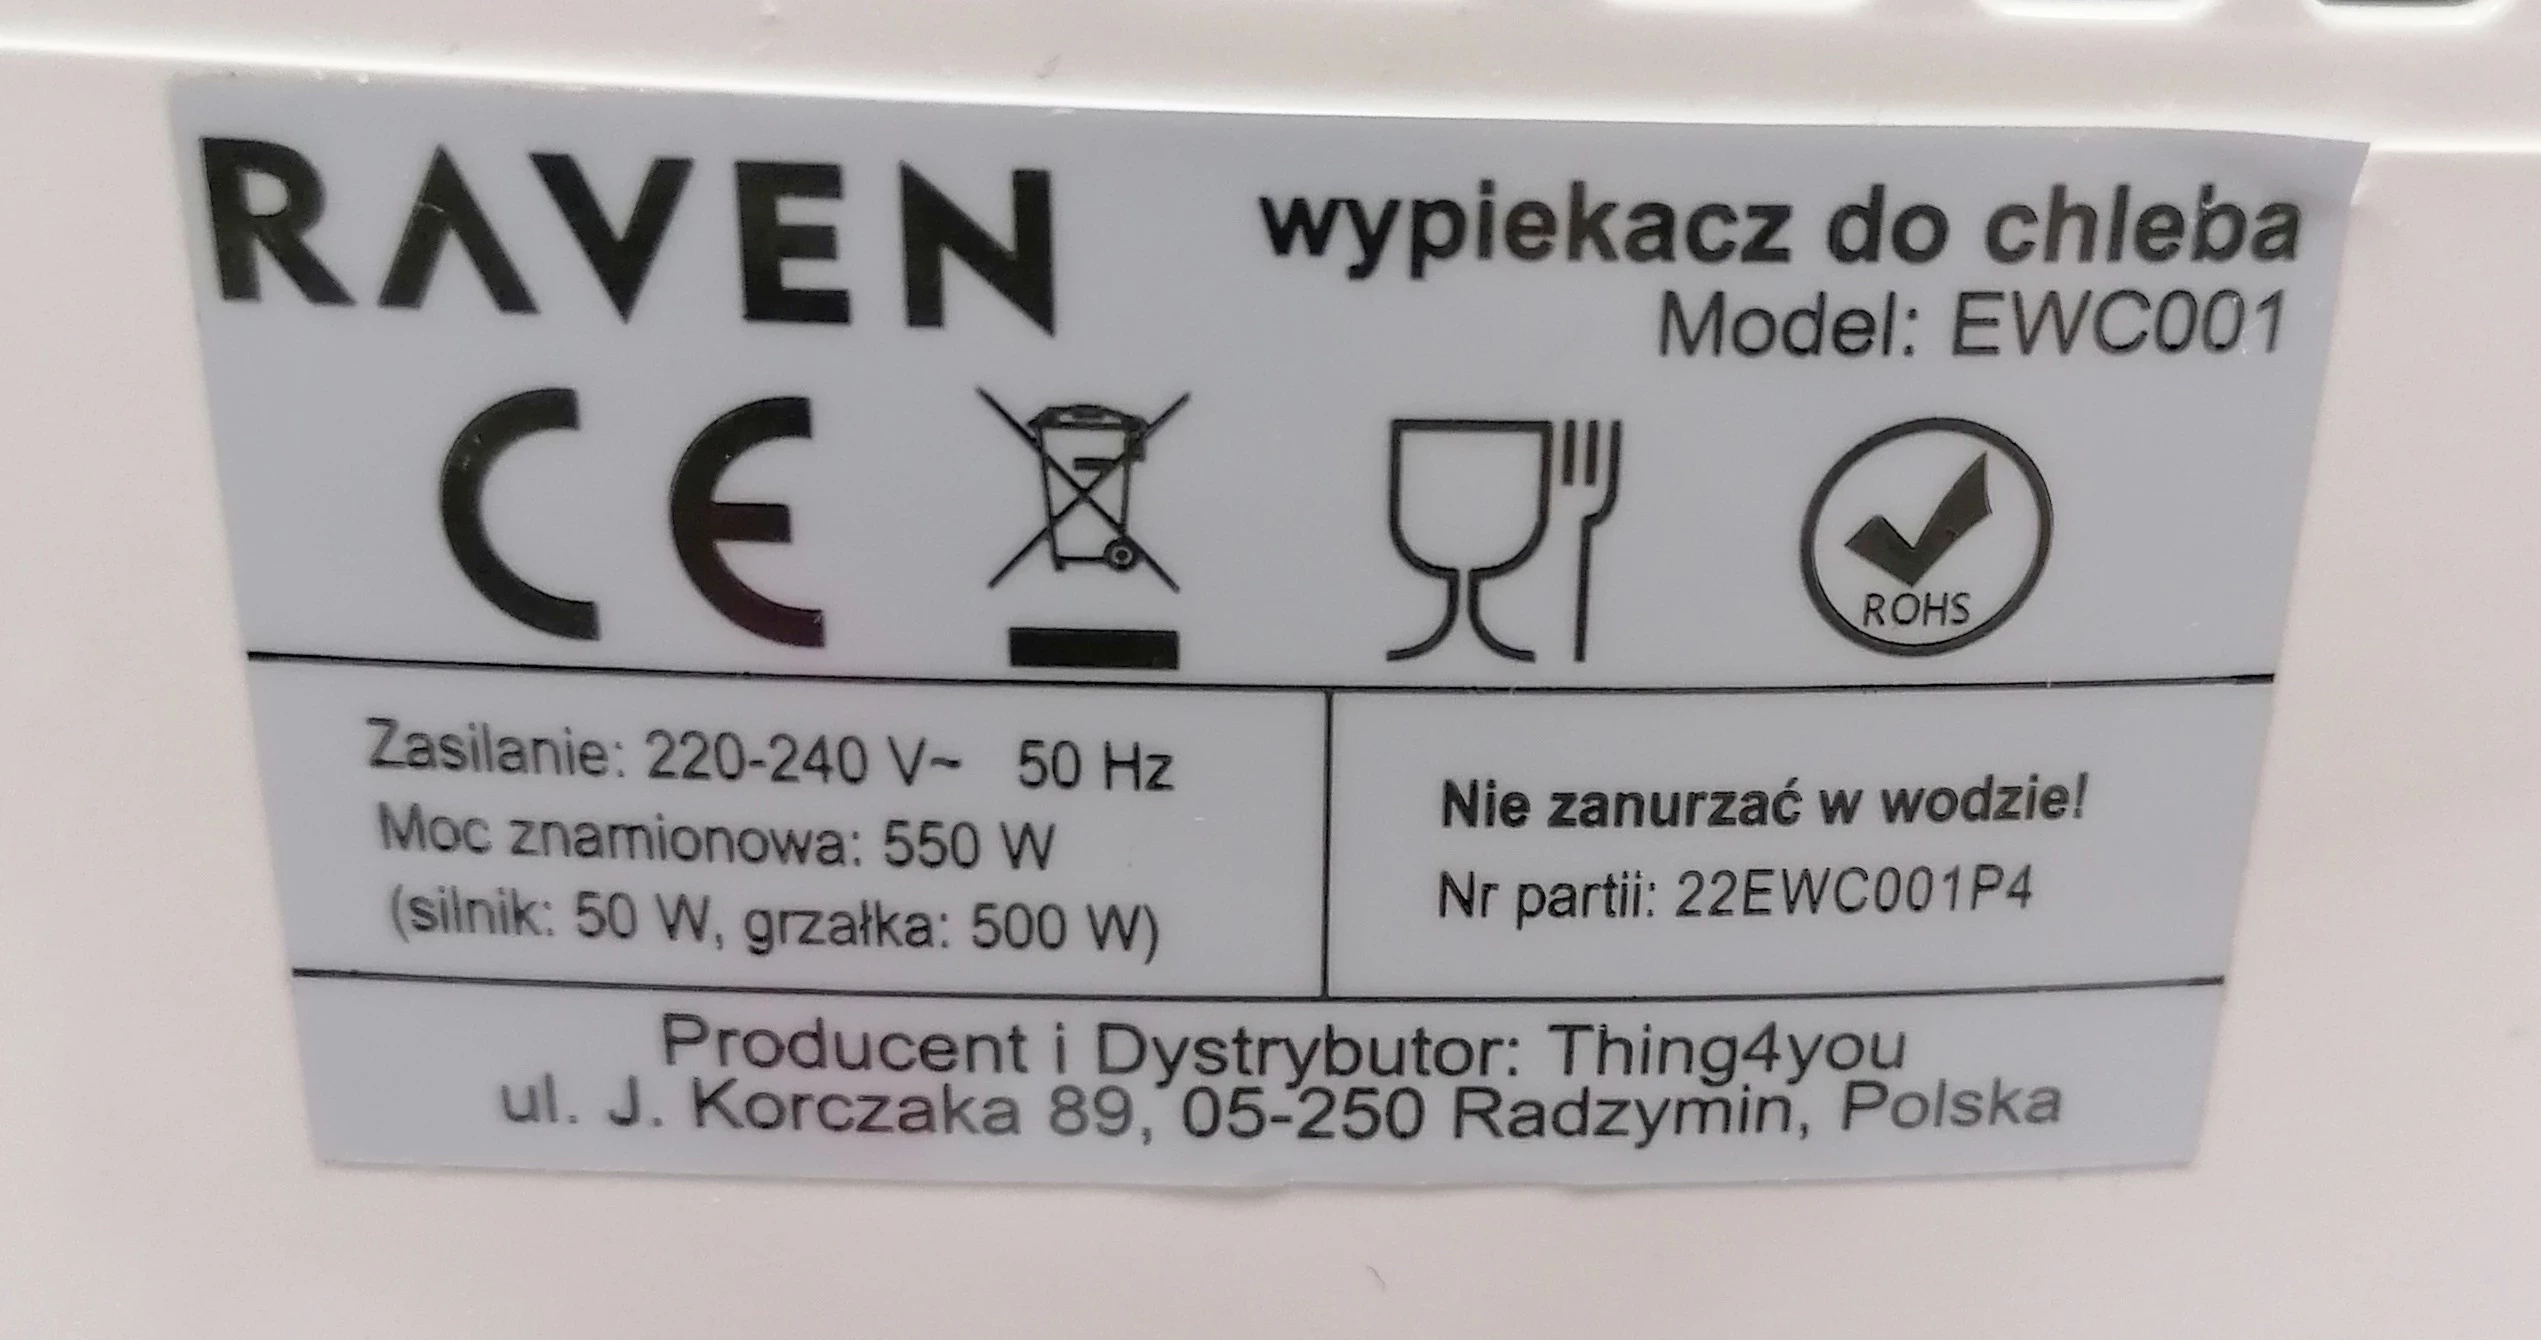 RAVEN
wypiekacz do chleba
Model: EWC001
CE
ROHS
Zasilanie: 220-240 V~ 50 Hz
Moc znamionowa: 550 W
(silnik: 50 W, grzałka: 500 W)
Nie zanurzać w wodzie!
Nr partii: 22EWC001P4
Producent i Dystrybutor: Thing4you
ul. J. Korczaka 89, 05-250 Radzymin, Polska